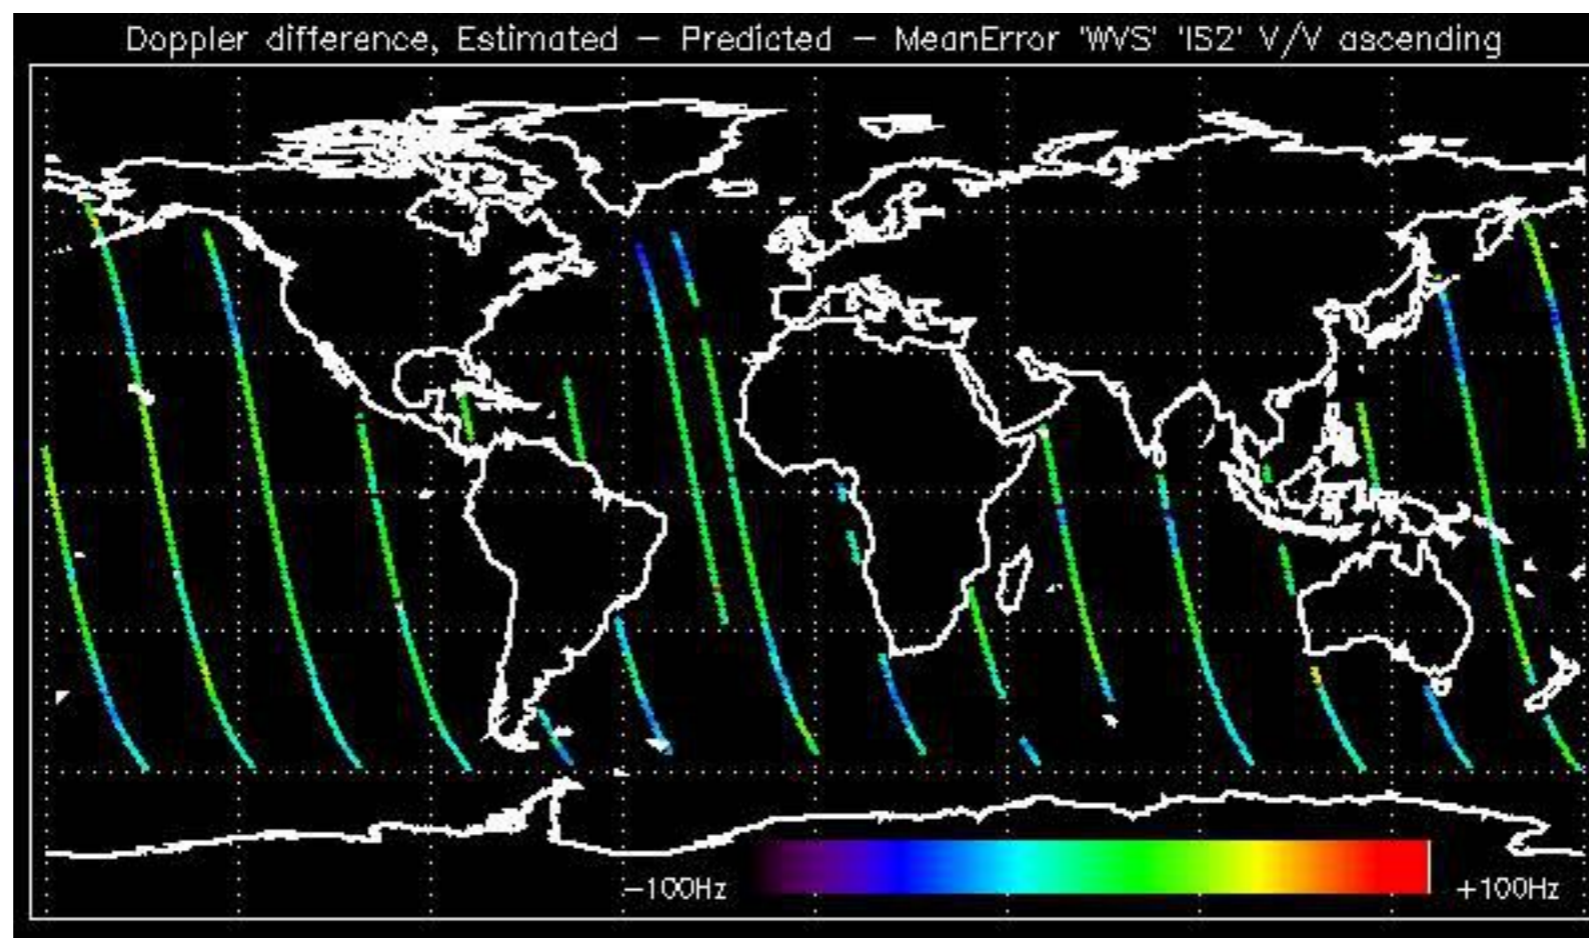 Doppler difference, Estimated – Predicted – MeanError 'WVS' 'IS2' V/V ascending
−100Hz
+100Hz